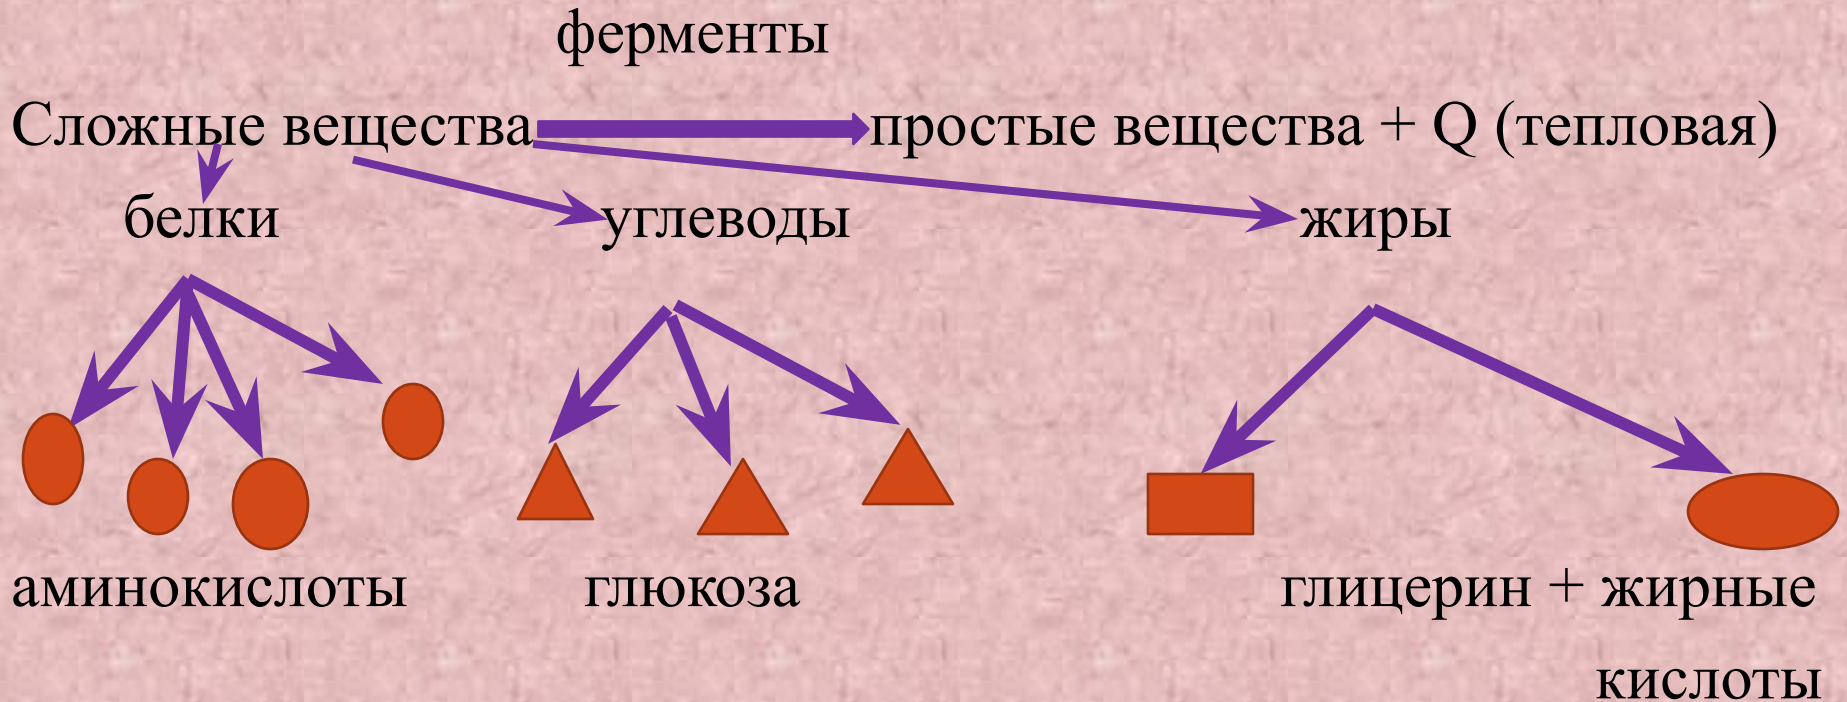 ферменты
Сложные вещества простые вещества + Q (тепловая)
белки углеводы жиры
аминокислоты глюкоза глицерин + жирные
кислоты